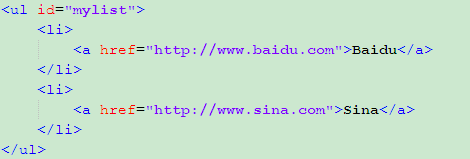 <ul id="mylist">
    <li>
        <a href="http://www.baidu.com">Baidu</a>
    </li>
    <li>
        <a href="http://www.sina.com">Sina</a>
    </li>
</ul>